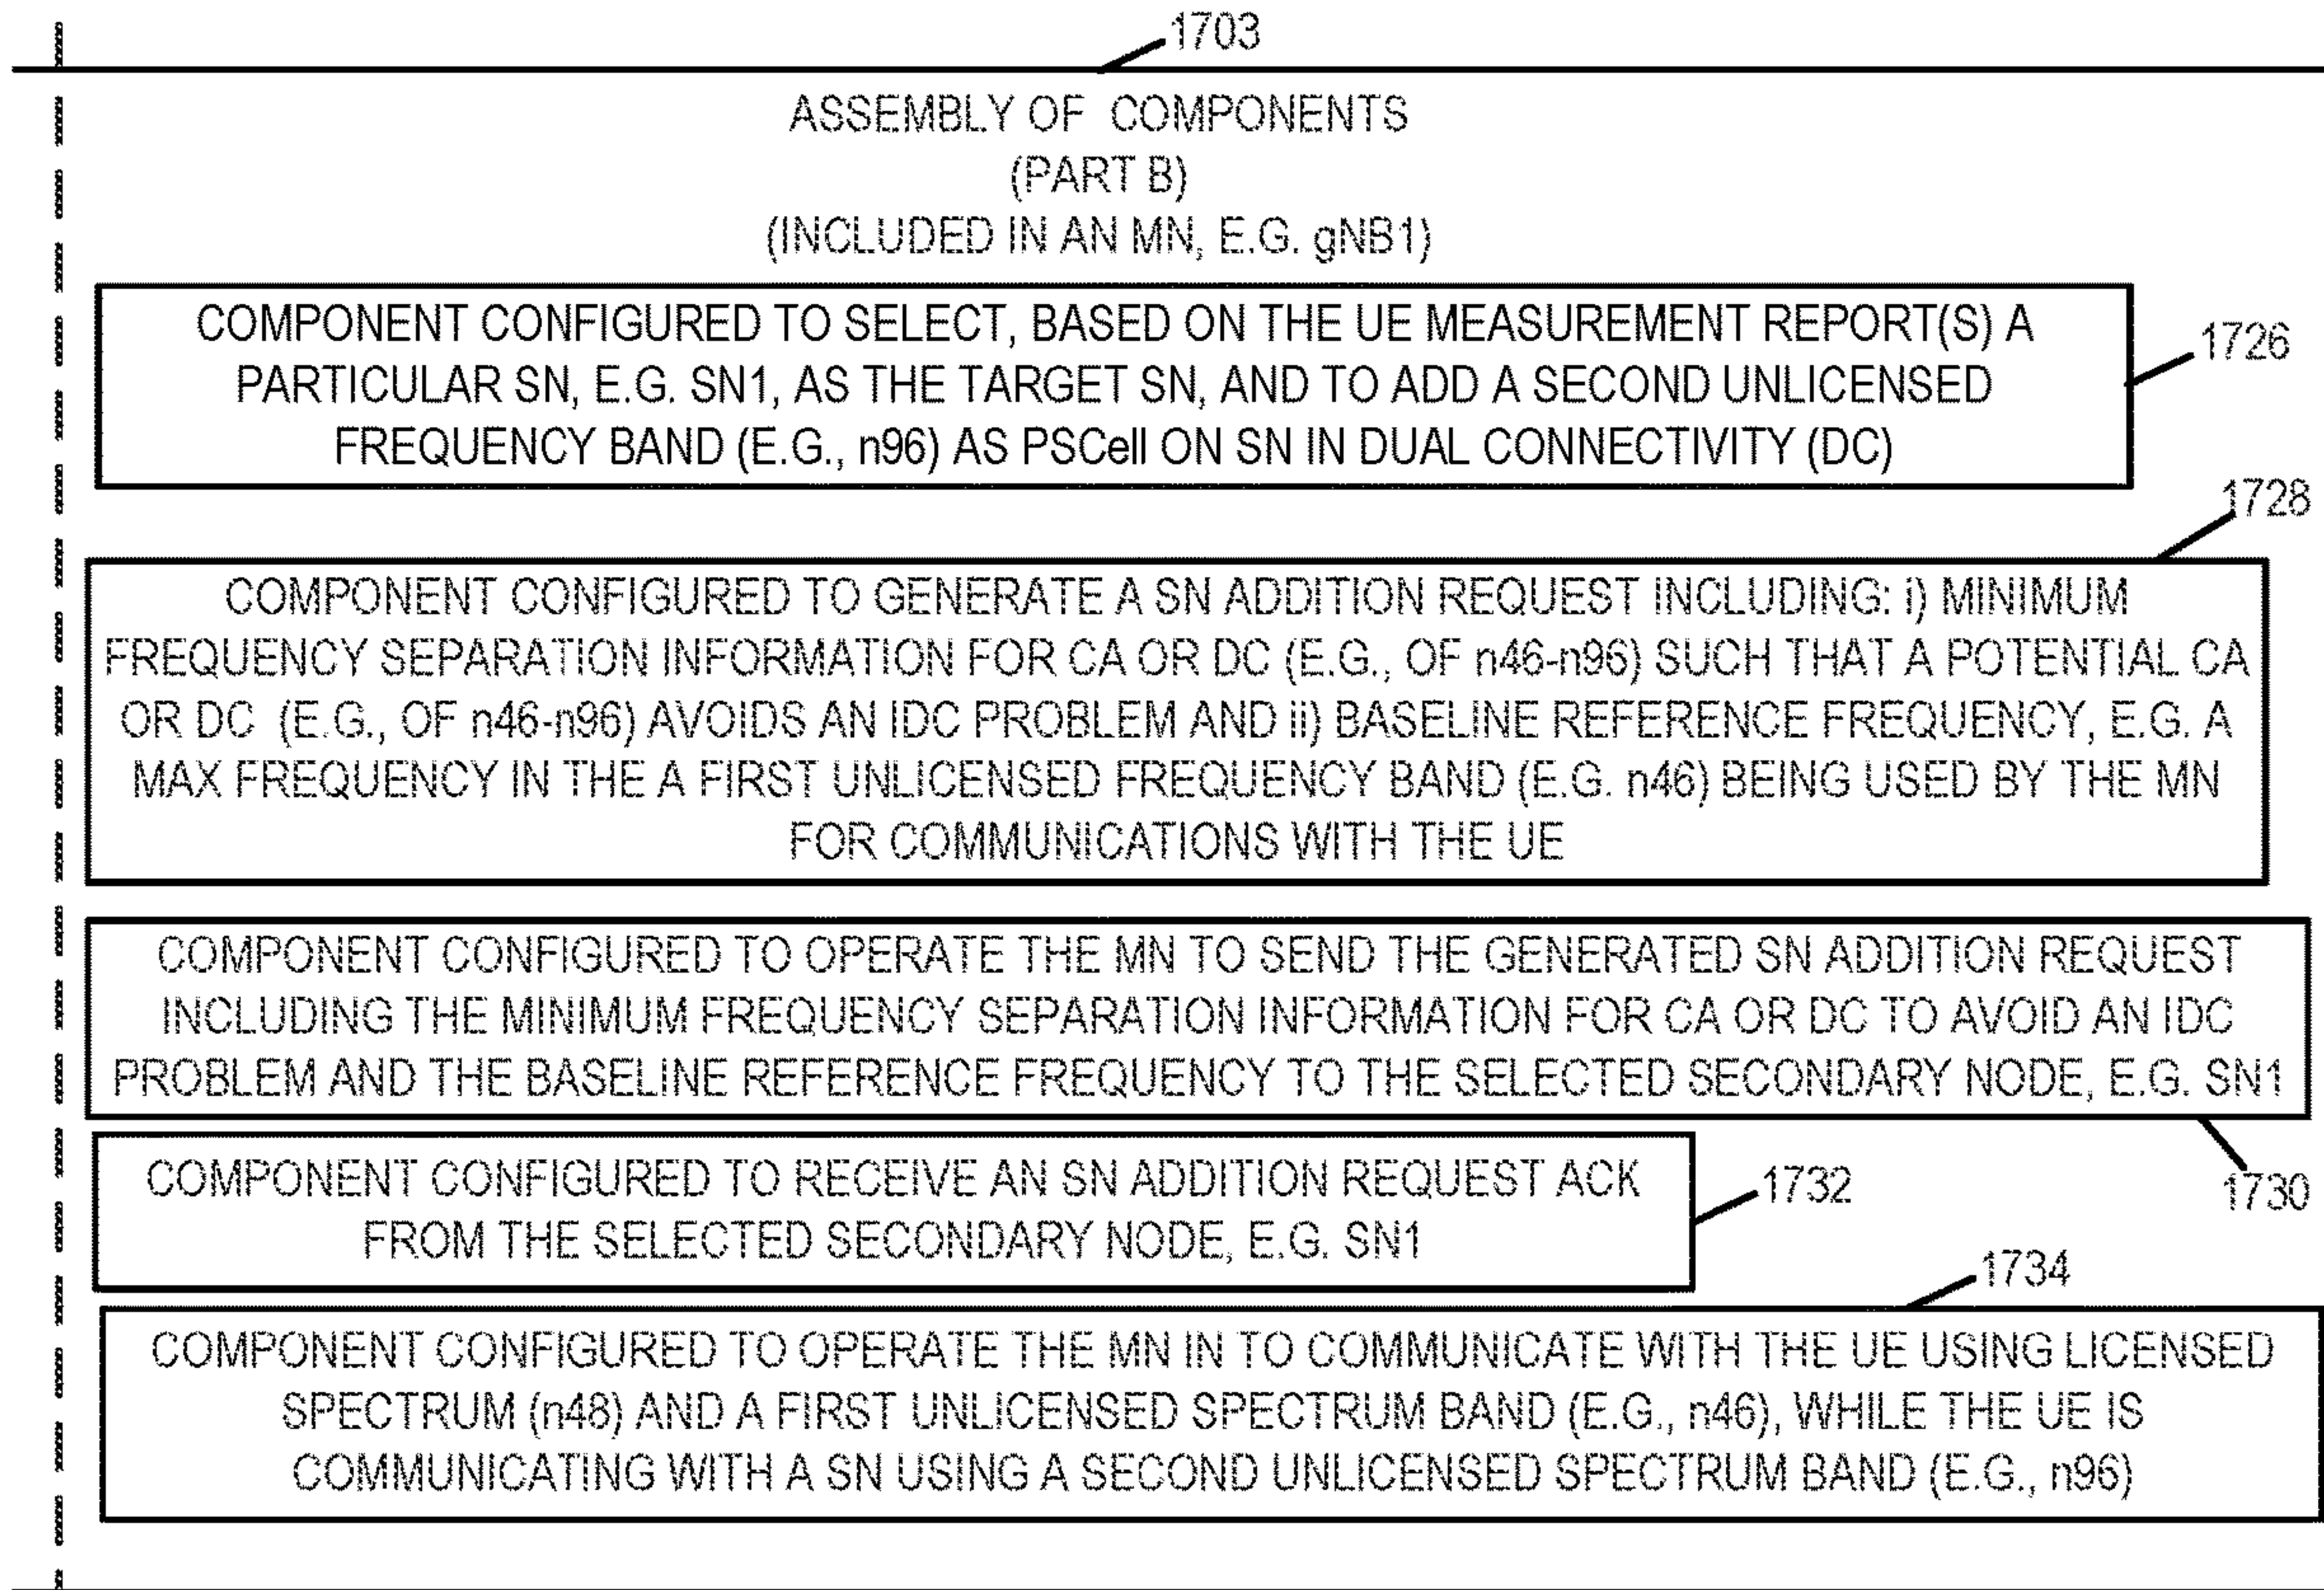 1703
ASSEMBLY OF COMPONENTS
(PART B)
(INCLUDED IN AN MN, E.G. gNB1)
COMPONENT CONFIGURED TO SELECT, BASED ON THE UE MEASUREMENT REPORT(S) A
PARTICULAR SN, E.G. SN1, AS THE TARGET SN, AND TO ADD A SECOND UNLICENSED
FREQUENCY BAND (E.G., n96) AS PSCell ON SN IN DUAL CONNECTIVITY (DC)
1726
1728
COMPONENT CONFIGURED TO GENERATE A SN ADDITION REQUEST INCLUDING: i) MINIMUM
FREQUENCY SEPARATION INFORMATION FOR CA OR DC (E.G., OF n46-n96) SUCH THAT A POTENTIAL CA
OR DC (E.G., OF n46-n96) AVOIDS AN IDC PROBLEM AND ii) BASELINE REFERENCE FREQUENCY, E.G. A
MAX FREQUENCY IN THE A FIRST UNLICENSED FREQUENCY BAND (E.G. n46) BEING USED BY THE MN
FOR COMMUNICATIONS WITH THE UE
COMPONENT CONFIGURED TO OPERATE THE MN TO SEND THE GENERATED SN ADDITION REQUEST
INCLUDING THE MINIMUM FREQUENCY SEPARATION INFORMATION FOR CA OR DC TO AVOID AN IDC
PROBLEM AND THE BASELINE REFERENCE FREQUENCY TO THE SELECTED SECONDARY NODE, E.G. SN1
1730
COMPONENT CONFIGURED TO RECEIVE AN SN ADDITION REQUEST ACK
FROM THE SELECTED SECONDARY NODE, E.G. SN1
1732
1734
COMPONENT CONFIGURED TO OPERATE THE MN IN TO COMMUNICATE WITH THE UE USING LICENSED
SPECTRUM (n48) AND A FIRST UNLICENSED SPECTRUM BAND (E.G., n46), WHILE THE UE IS
COMMUNICATING WITH A SN USING A SECOND UNLICENSED SPECTRUM BAND (E.G., n96)